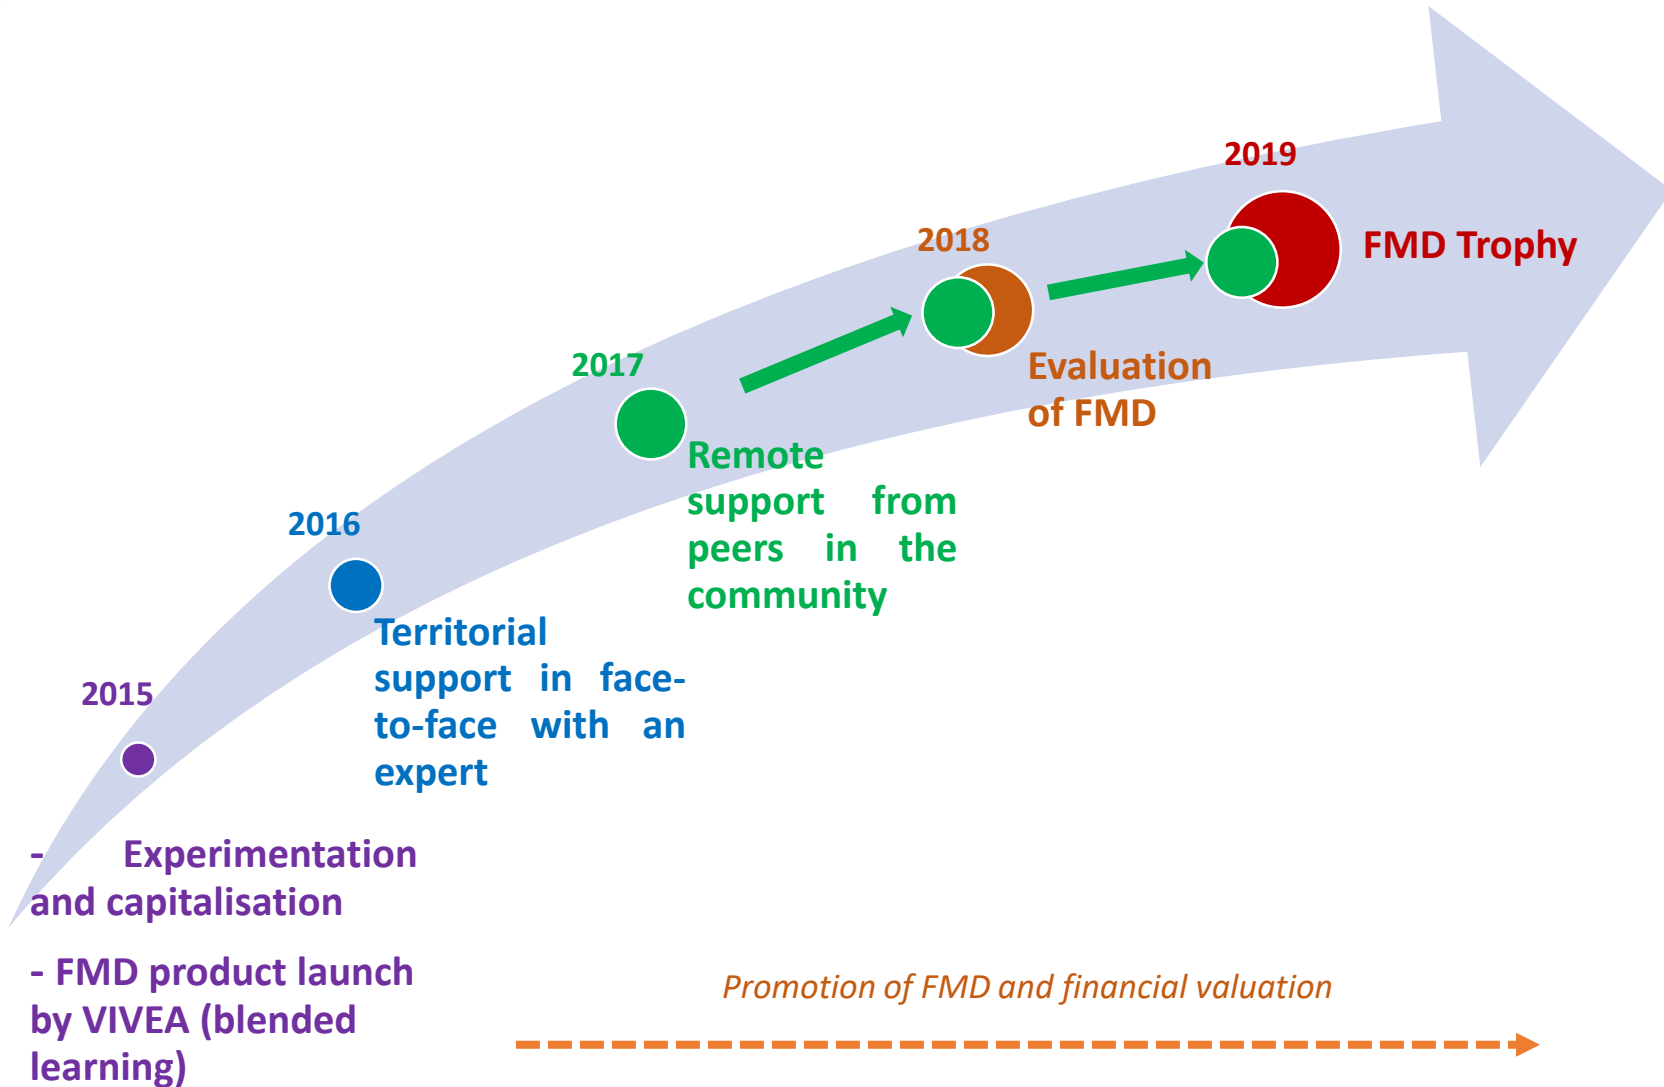 2015
- Experimentation
and capitalisation
- FMD product launch
by VIVEA (blended
learning)
2016
Territorial
support in face-
to-face with an
expert
2017
Remote
support from
peers in the
community
2018
Evaluation
of FMD
2019
FMD Trophy
Promotion of FMD and financial valuation